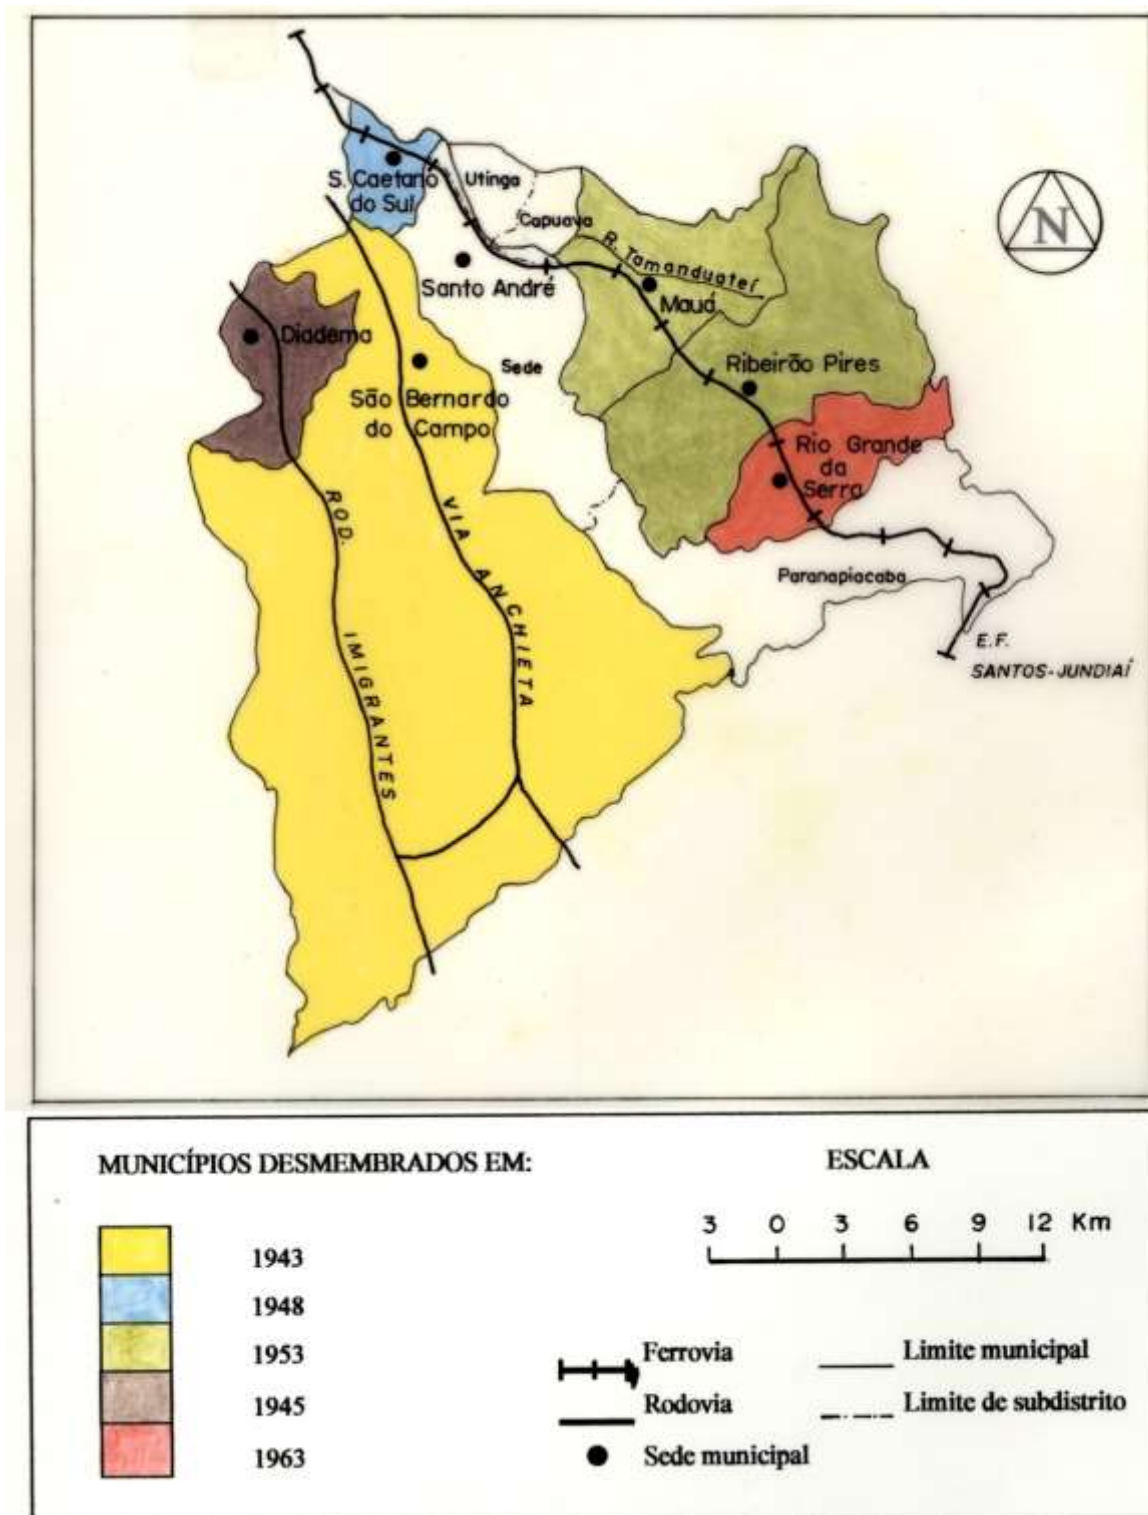 S. Caetano
do Sul
Utinga
Capuava
N
R. Tamanduateí
Santo André
Mauá
Diadema
Sede
Ribeirão Pires
São Bernardo
do Campo
Rio Grande
da
Serra
ROD.
IMIGRANTES
VIA ANCHIETA
Paranapiacaba
E.F.
SANTOS-JUNDIAÍ
MUNICÍPIOS DESMEMBRADOS EM:
1943
1948
1953
1945
1963
ESCALA
3 0 3 6 9 12 Km
Ferrovia
Rodovia
Sede municipal
Limite municipal
Limite de subdistrito